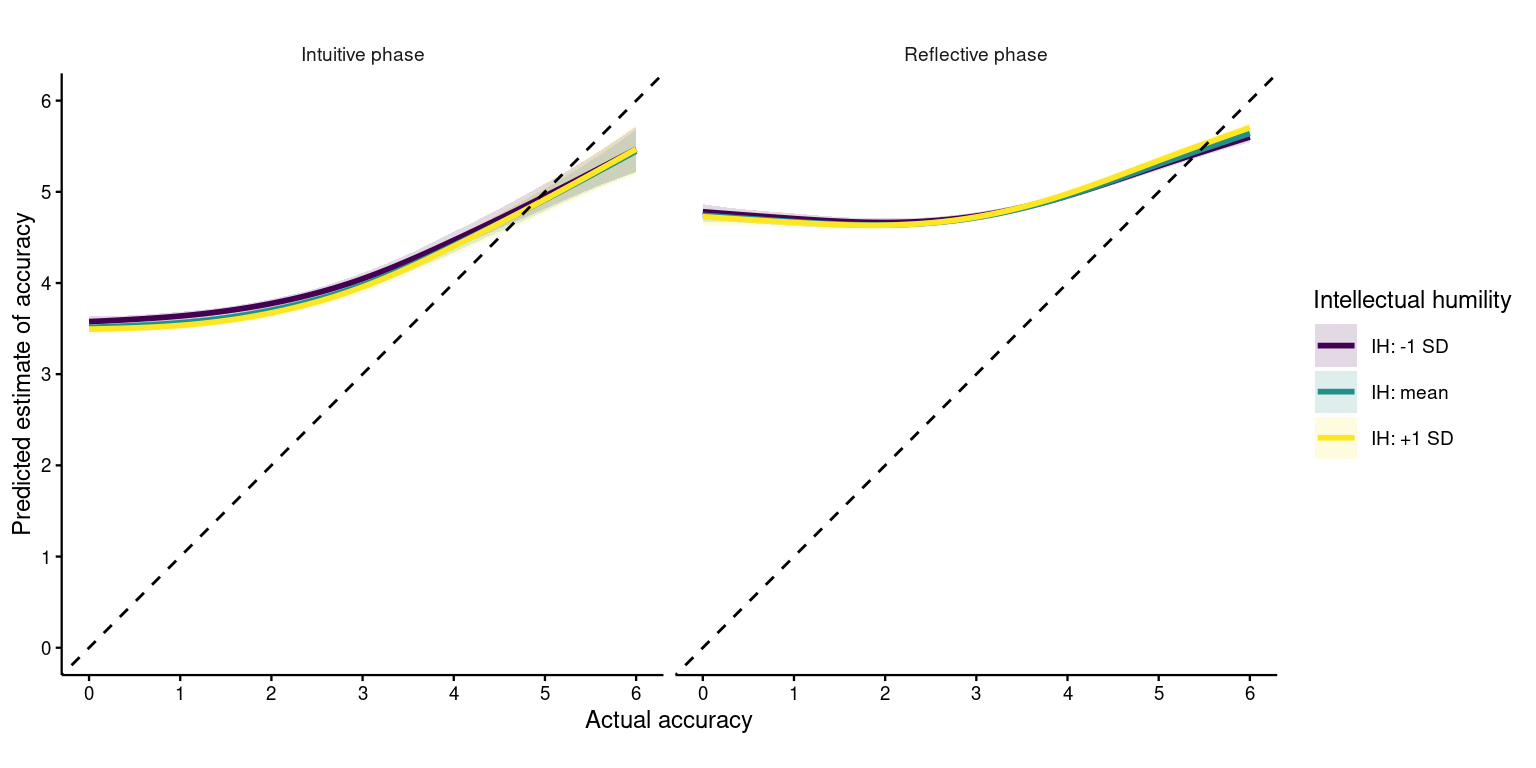 Intuitive phase
Reflective phase
Predicted estimate of accuracy
6
5
4
3
2
1
0
0 1 2 3 4 5 6
0 1 2 3 4 5 6
Actual accuracy
Intellectual humility
IH: -1 SD
IH: mean
IH: +1 SD